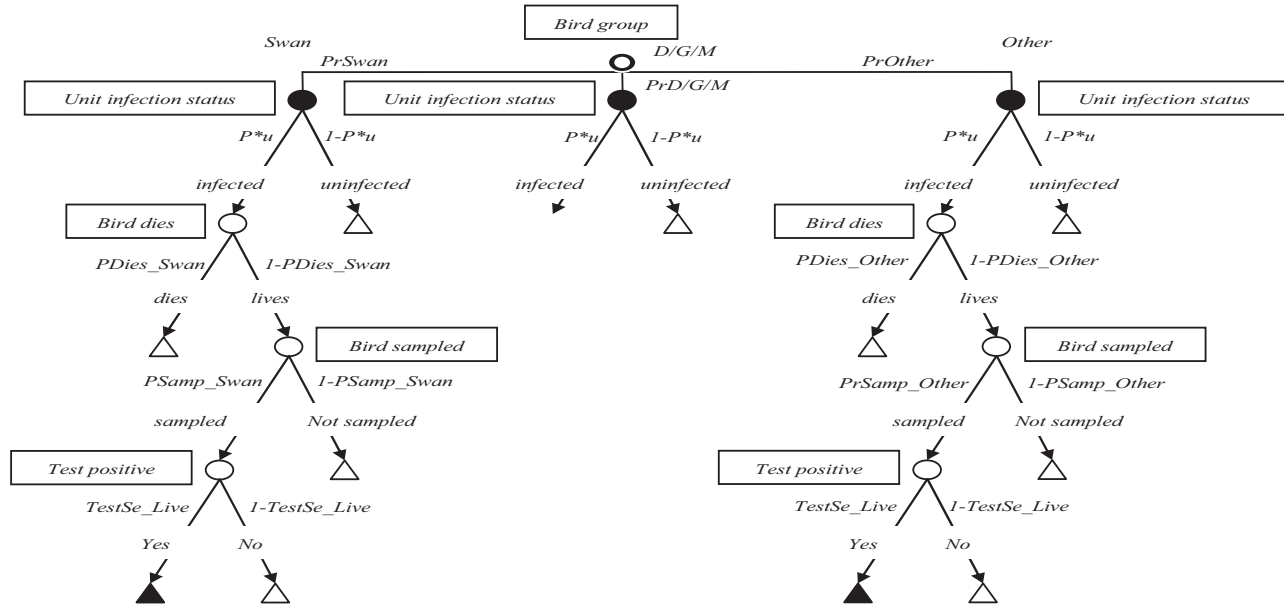 Bird group
Swan D/G/M Other
PrSwan PrOther
PrD/G/M
Unit infection status Unit infection status Unit infection status
P*u 1-P*u P*u 1-P*u P*u 1-P*u
infected uninfected infected uninfected infected uninfected
Bird dies Bird dies
PDies_Swan 1-PDies_Swan PDies_Other 1-PDies_Other
dies lives dies lives
Bird sampled Bird sampled
PSamp_Swan 1-PSamp_Swan PrSamp_Other 1-PSamp_Other
sampled Not sampled sampled Not sampled
Test positive Test positive
TestSe_Live 1-TestSe_Live TestSe_Live 1-TestSe_Live
Yes No Yes No